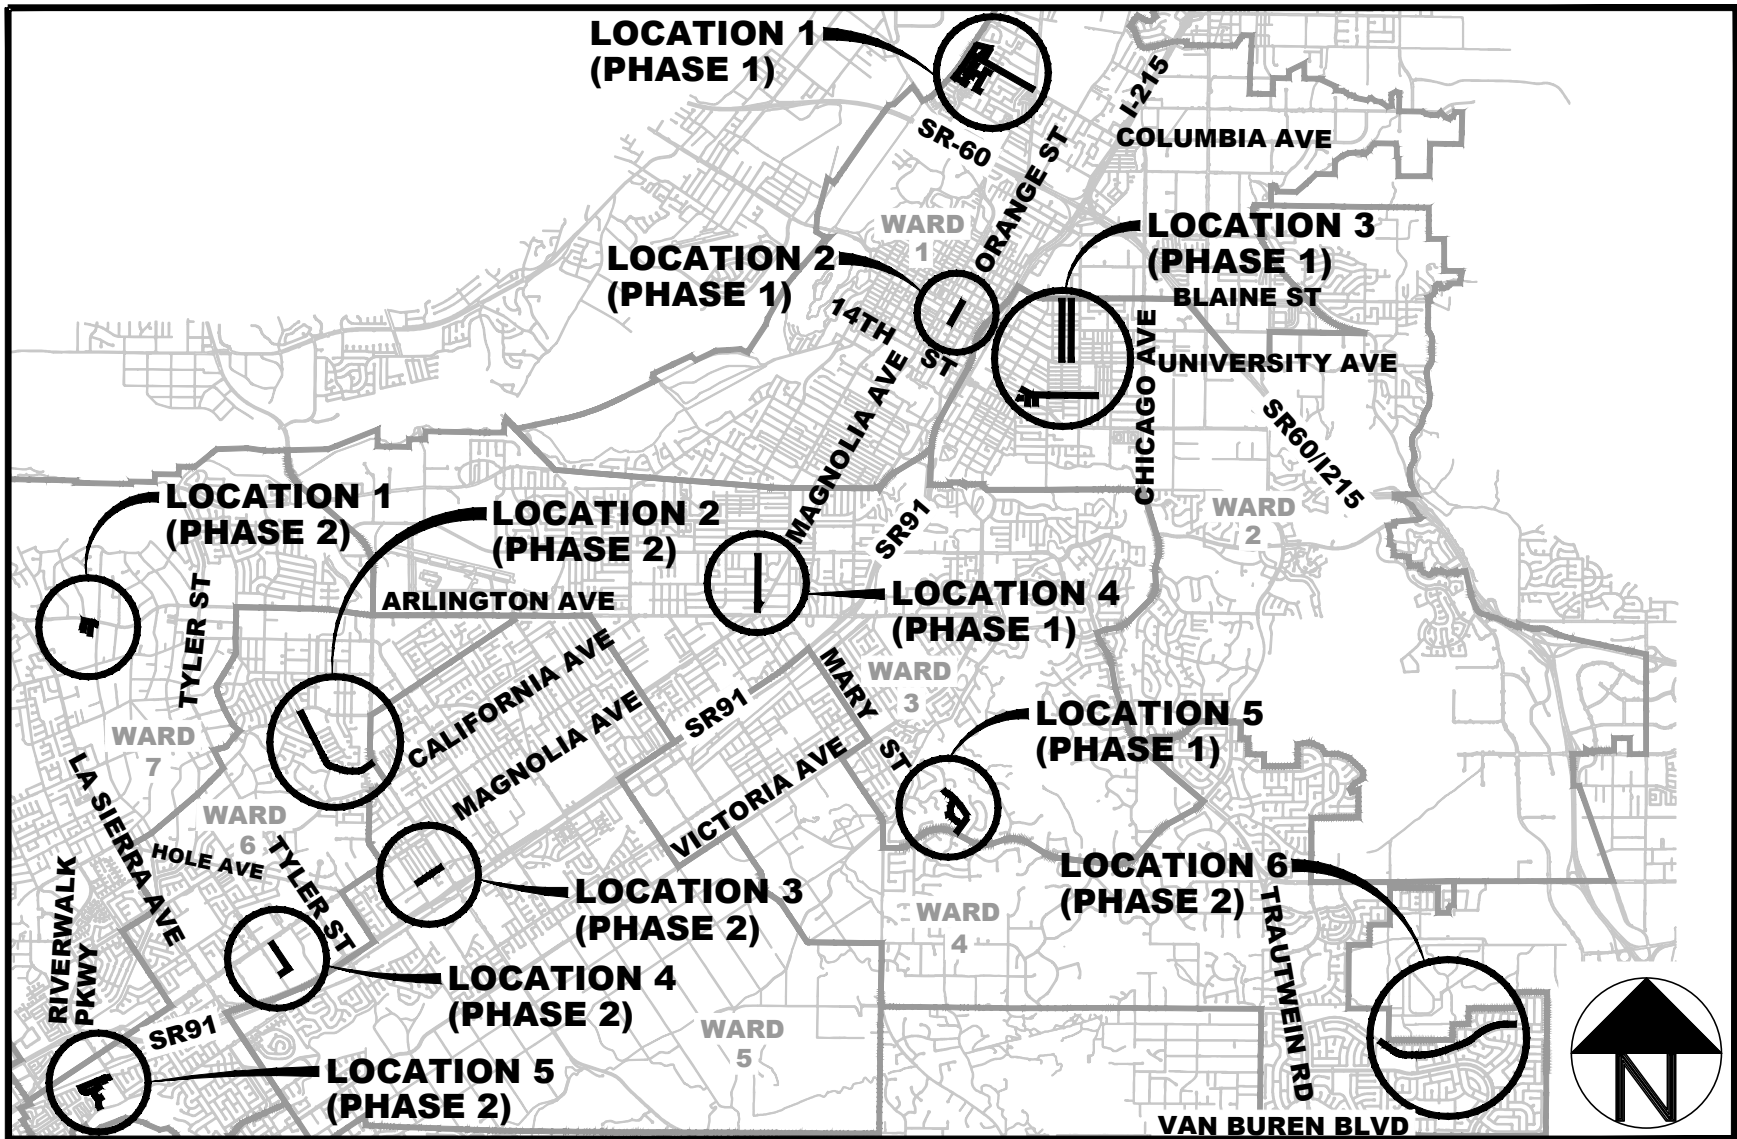 LOCATION 1
(PHASE 1)
I-215
SR-60
COLUMBIA AVE
ORANGE ST
WARD
1
LOCATION 3
(PHASE 1)
LOCATION 2
(PHASE 1)
BLAINE ST
14TH
ST
CHICAGO AVE
UNIVERSITY AVE
MAGNOLIA AVE
SR60/I215
LOCATION 1
(PHASE 2)
LOCATION 2
(PHASE 2)
SR91
WARD
2
TYLER ST
ARLINGTON AVE
LOCATION 4
(PHASE 1)
CALIFORNIA AVE
MARY
ST
WARD
3
MAGNOLIA AVE
SR91
LOCATION 5
(PHASE 1)
WARD
7
LA SIERRA AVE
VICTORIA AVE
WARD
6
HOLE AVE
TYLER ST
RIVERWALK
PKWY
LOCATION 3
(PHASE 2)
LOCATION 6
(PHASE 2)
WARD
4
TRAUTWEIN RD
LOCATION 4
(PHASE 2)
SR91
WARD
5
LOCATION 5
(PHASE 2)
VAN BUREN BLVD
N